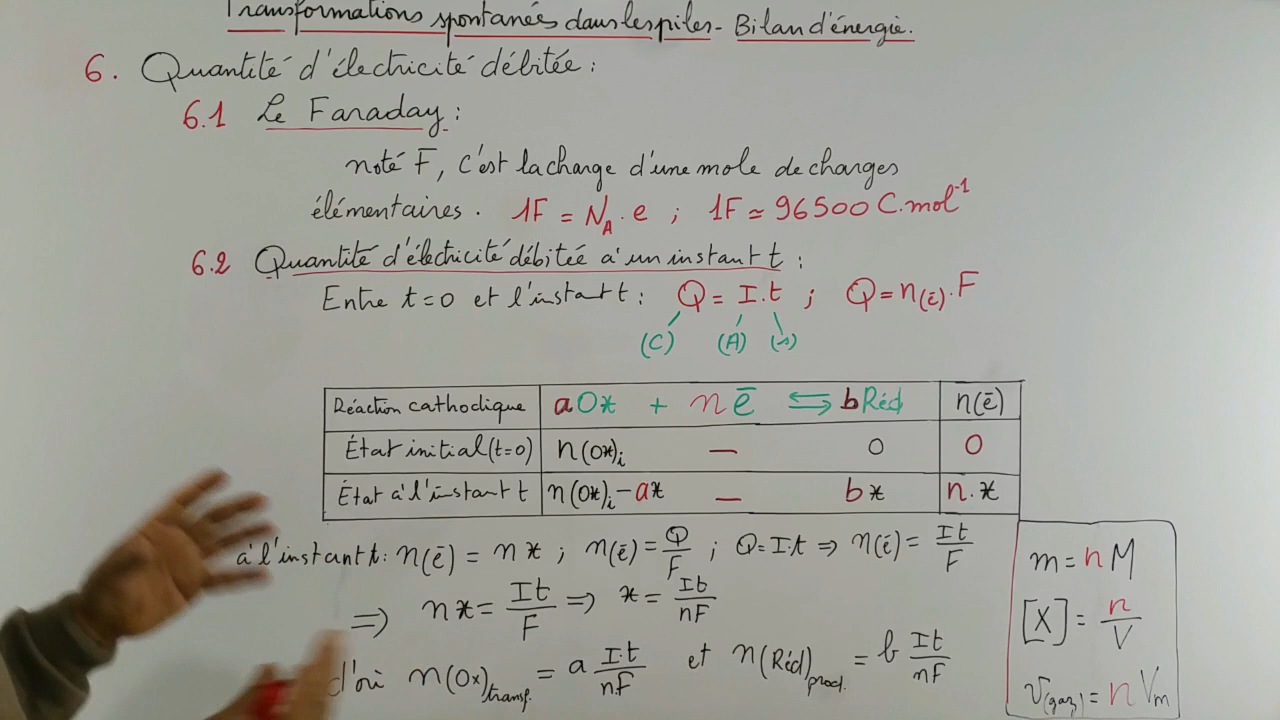 Transformations spontanées dans les piles - Bilan d'énergie.
6. Quantité d'électricité débitée :
6.1 Le Faraday :
noté F, c'est la charge d'une mole de charges
élémentaires. 1F = N_A . e ; 1F ≃ 96500 C.mol⁻¹
6.2 Quantité d'électricité débitée à un instant t :
Entre t=0 et l'instant t : Q = I.t ; Q = n(ē).F
(C) (A) (s)
Réaction cathodique aOx + n ē ⇌ bRéd n(ē)
État initial (t=0) n(Ox)i — 0 0
État à l'instant t n(Ox)i - ax — bx n.x
à l'instant t : n(ē) = nx ; n(ē) = Q/F ; Q = I.t ⇒ n(ē) = It/F
⇒ nx = It/F ⇒ x = It/nF
d'où n(Ox)transf. = a I.t/nF et n(Réd)prod. = b It/nF
m = nM
[X] = n/V
v(gaz) = n Vm